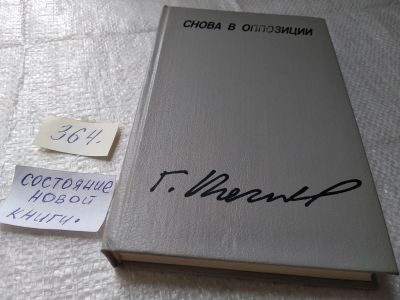 СНОВА В ОППОЗИЦИИ
364.
СОСТОЯНИЕ
НОВОЙ
КНИГИ.
Г.